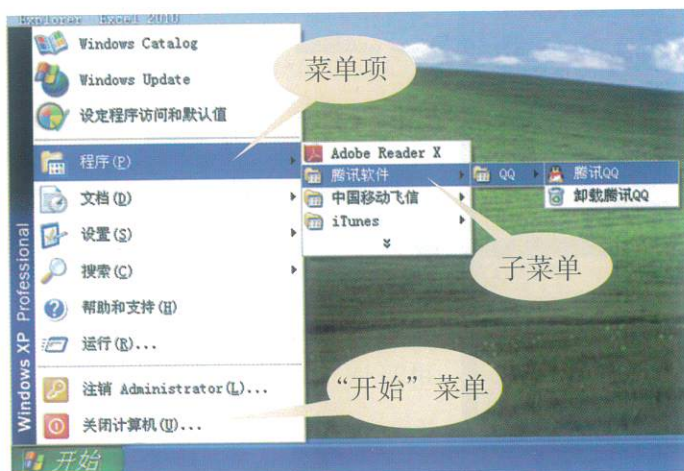 Explorer Excel 2010
Windows Catalog
Windows Update
设定程序访问和默认值
菜单项
程序(P)
文档(D)
设置(S)
搜索(C)
帮助和支持(H)
运行(R)...
注销 Administrator(L)...
关闭计算机(U)...
Windows XP Professional
Adobe Reader X
腾讯软件
中国移动飞信
iTunes
QQ
腾讯QQ
卸载腾讯QQ
子菜单
“开始”菜单
开始